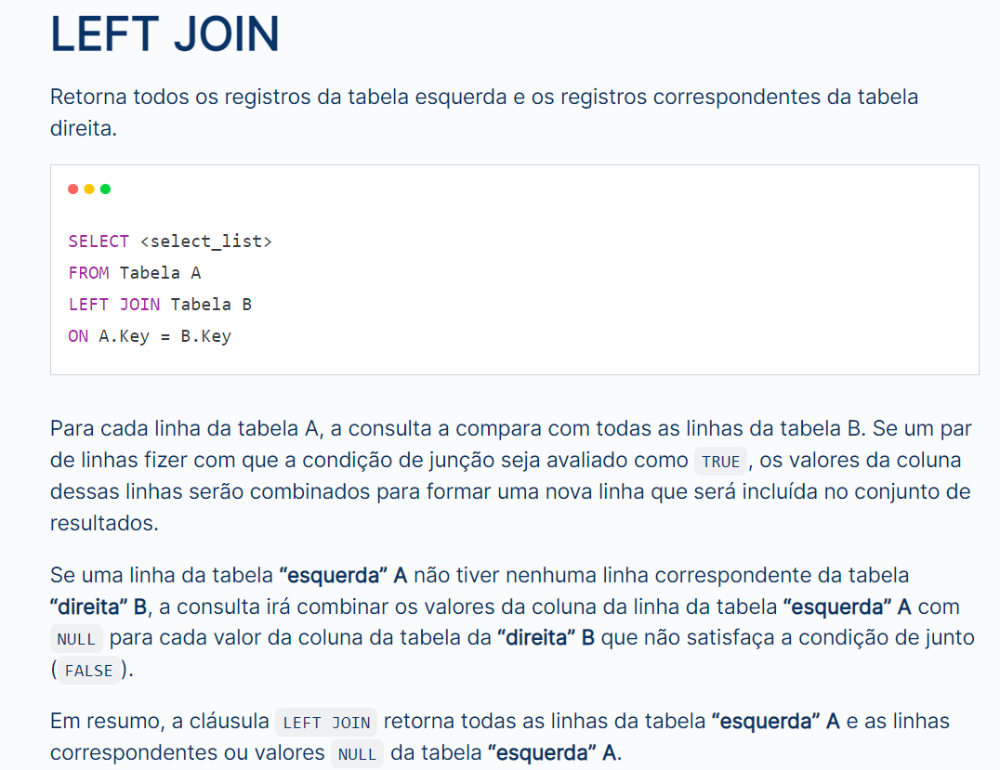 LEFT JOIN
Retorna todos os registros da tabela esquerda e os registros correspondentes da tabela
direita.
SELECT <select_list>
FROM Tabela A
LEFT JOIN Tabela B
ON A.Key = B.Key
Para cada linha da tabela A, a consulta a compara com todas as linhas da tabela B. Se um par
de linhas fizer com que a condição de junção seja avaliado como TRUE , os valores da coluna
dessas linhas serão combinados para formar uma nova linha que será incluída no conjunto de
resultados.
Se uma linha da tabela “esquerda” A não tiver nenhuma linha correspondente da tabela
“direita” B, a consulta irá combinar os valores da coluna da linha da tabela “esquerda” A com
NULL para cada valor da coluna da tabela da “direita” B que não satisfaça a condição de junto
( FALSE ).
Em resumo, a cláusula LEFT JOIN retorna todas as linhas da tabela “esquerda” A e as linhas
correspondentes ou valores NULL da tabela “esquerda” A.